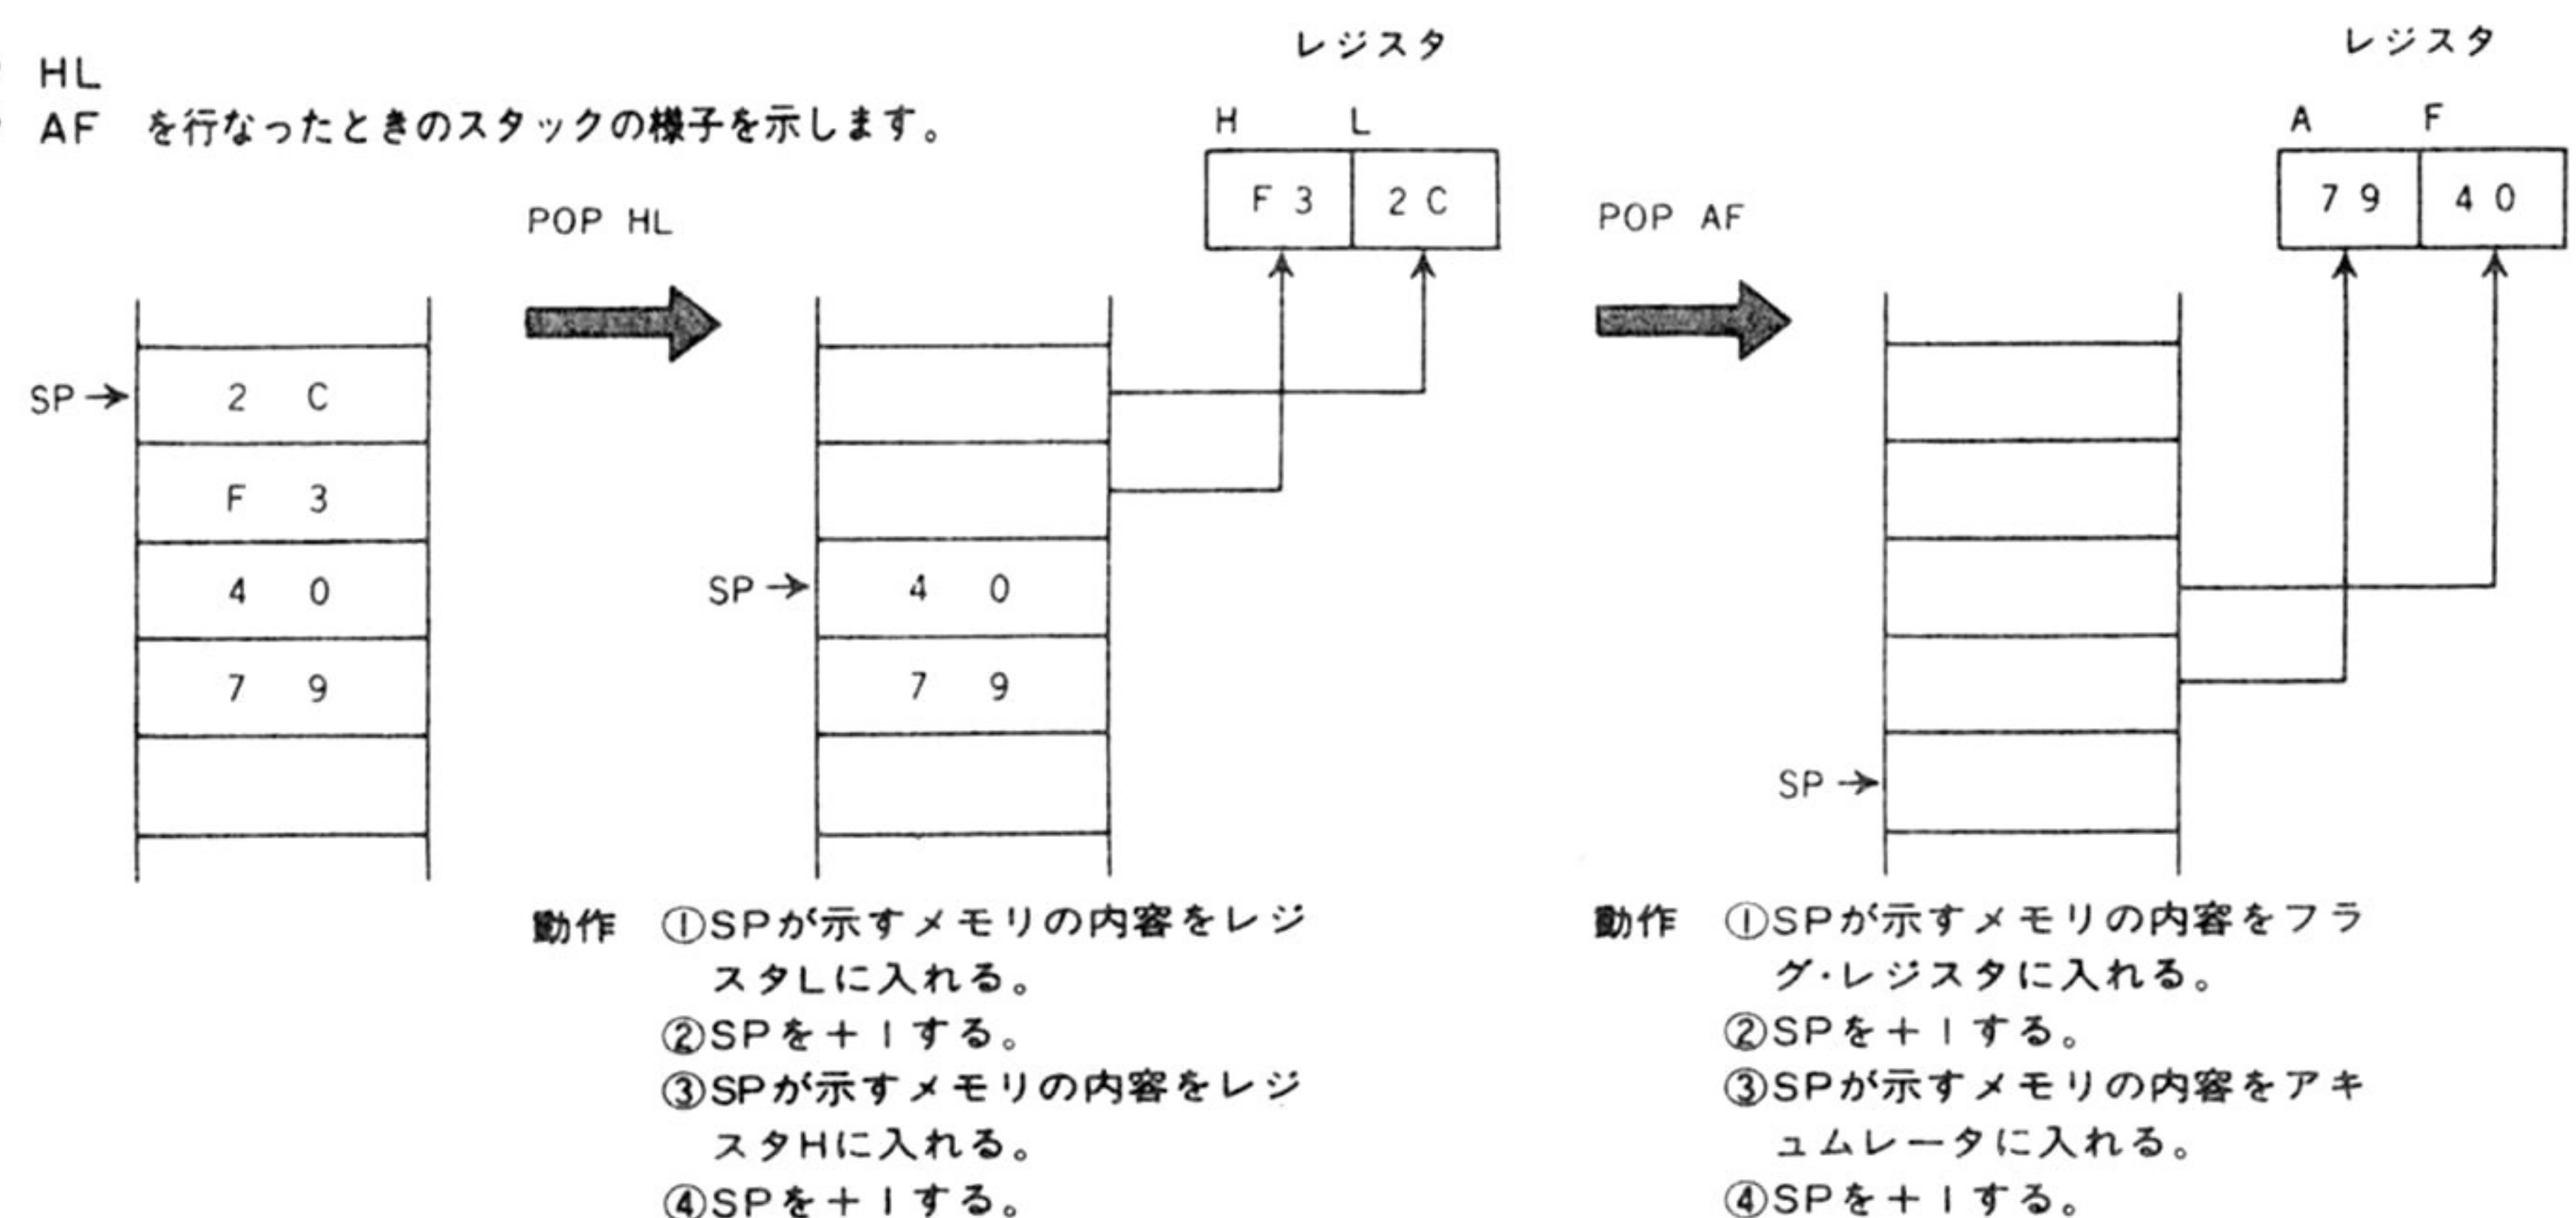 HL
AF を行なったときのスタックの様子を示します。
レジスタ
H L
F 3 2 C
POP HL
レジスタ
A F
7 9 4 0
POP AF
SP→ 2 C
F 3
4 0
7 9
SP→ 4 0
7 9
SP→
動作 ①SPが示すメモリの内容をレジ
スタLに入れる。
②SPを+1する。
③SPが示すメモリの内容をレジ
スタHに入れる。
④SPを+1する。
動作 ①SPが示すメモリの内容をフラ
グ・レジスタに入れる。
②SPを+1する。
③SPが示すメモリの内容をアキ
ュムレータに入れる。
④SPを+1する。